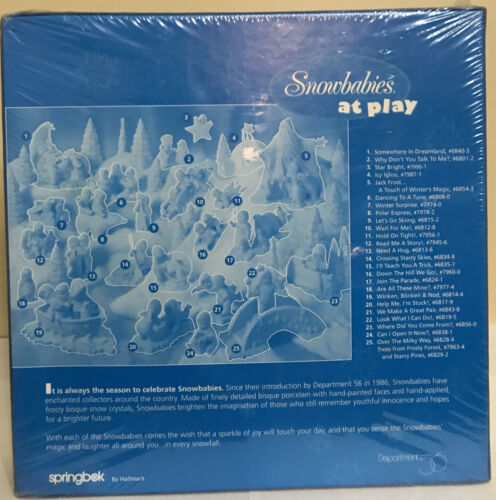 Snowbabies
at play
1. Somewhere In Dreamland, #6840-3
2. Why Don't You Talk To Me?, #6801-2
3. Star Bright, #7990-1
4. Icy Igloo, #7987-1
5. Jack Frost...
A Touch of Winter's Magic, #6854-3
6. Dancing To A Tune, #6808-0
7. Winter Surprise, #7974-0
8. Polar Express, #7978-2
9. Let's Go Skiing, #6815-2
10. Wait For Me!, #6812-8
11. Hold On Tight!, #7956-1
12. Read Me A Story!, #7945-6
13. Need A Hug, #6813-6
14. Crossing Starry Skies, #6834-9
15. I'll Teach You A Trick, #6835-7
16. Down The Hill We Go!, #7960-0
17. Join The Parade, #6824-1
18. Are All These Mine?, #7977-4
19. Winken, Blinken & Nod, #6814-4
20. Help Me, I'm Stuck!, #6817-9
21. We Make A Great Pair, #6843-8
22. Look What I Can Do!, #6819-5
23. Where Did You Come From?, #6856-0
24. Can I Open It Now?, #6838-1
25. Over The Milky Way, #6828-4
Trees from Frosty Forest, #7963-4
and Starry Pines, #6829-2
It is always the season to celebrate Snowbabies. Since their introduction by Department 56 in 1986, Snowbabies have
enchanted collectors around the country. Made of finely detailed bisque porcelain with hand-painted faces and hand-applied,
frosty bisque snow crystals, Snowbabies brighten the imagination of those who still remember youthful innocence and hopes
for a brighter future.
With each of the Snowbabies comes the wish that a sparkle of joy will touch your day, and that you sense the Snowbabies'
magic and laughter all around you...in every snowfall.
springbok By Hallmark
Department 56